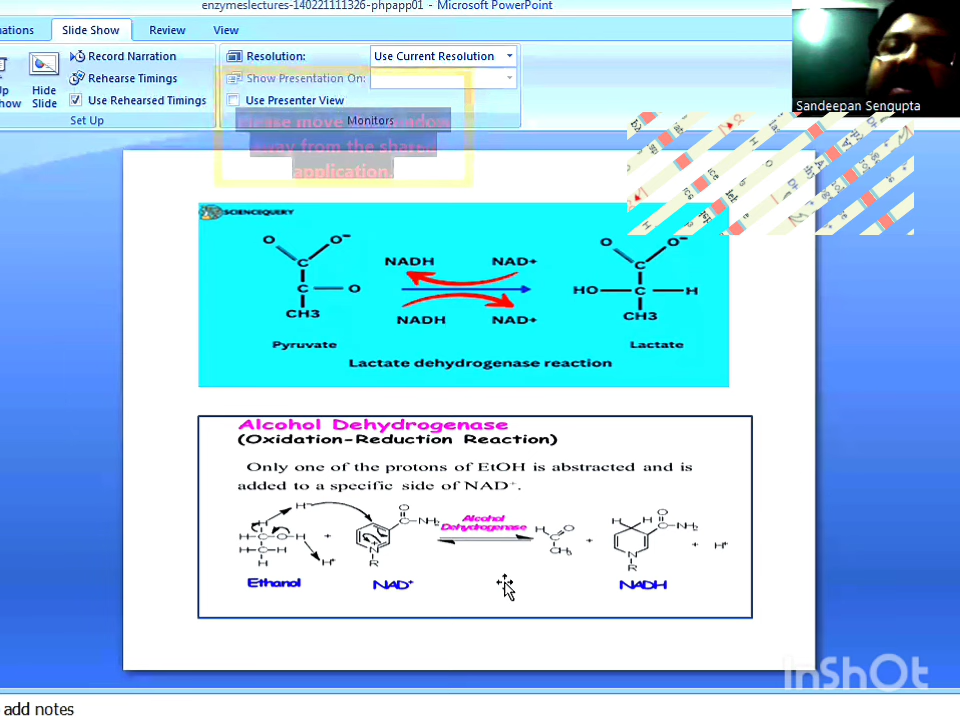 enzymeslectures-140221111326-phpapp01 - Microsoft PowerPoint
Slide Show
Review
View
Record Narration
Rehearse Timings
Use Rehearsed Timings
Hide
Slide
Set Up
Resolution:
Use Current Resolution
Show Presentation On:
Use Presenter View
Monitors
Please move
away from the
application.
Sandeepan Sengupta
SCIENCEQUERY
O O⁻
C
C O
CH3
Pyruvate
NADH NAD+
NADH NAD+
O O⁻
C
HO C H
CH3
Lactate
Lactate dehydrogenase reaction
Alcohol Dehydrogenase
(Oxidation-Reduction Reaction)
Only one of the protons of EtOH is abstracted and is
added to a specific side of NAD⁺.
Alcohol
Dehydrogenase
Ethanol
NAD⁺
NADH
InShOt
add notes